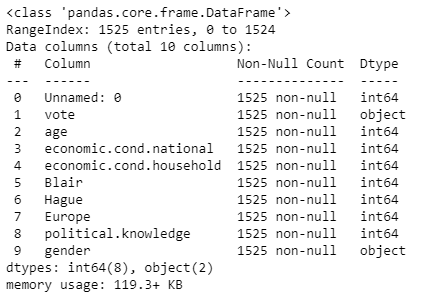 <class 'pandas.core.frame.DataFrame'>
RangeIndex: 1525 entries, 0 to 1524
Data columns (total 10 columns):
 #   Column                   Non-Null Count  Dtype
---  ------                   --------------  -----
 0   Unnamed: 0               1525 non-null   int64
 1   vote                     1525 non-null   object
 2   age                      1525 non-null   int64
 3   economic.cond.national   1525 non-null   int64
 4   economic.cond.household  1525 non-null   int64
 5   Blair                    1525 non-null   int64
 6   Hague                    1525 non-null   int64
 7   Europe                   1525 non-null   int64
 8   political.knowledge      1525 non-null   int64
 9   gender                   1525 non-null   object
dtypes: int64(8), object(2)
memory usage: 119.3+ KB